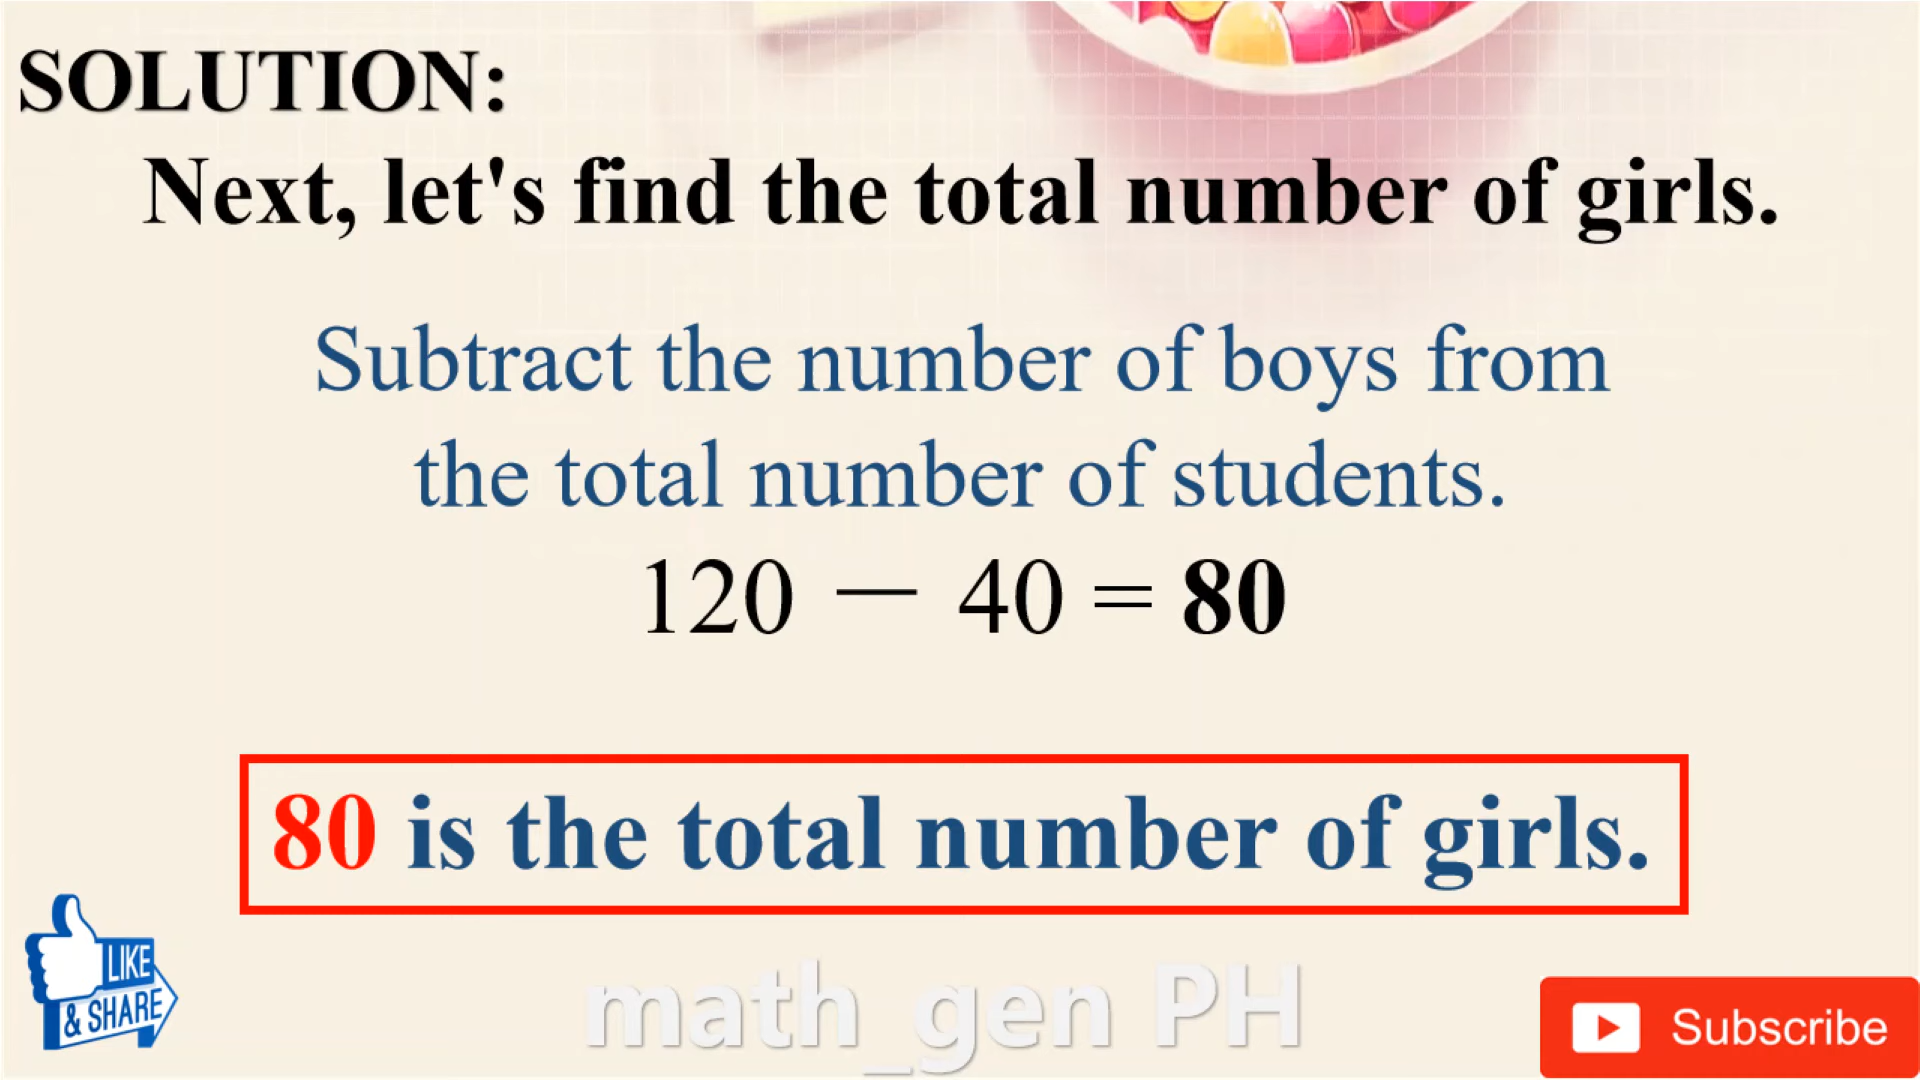 SOLUTION:
Next, let's find the total number of girls.
Subtract the number of boys from
the total number of students.
120 − 40 = 80
80 is the total number of girls.
LIKE
& SHARE
math_gen PH
Subscribe